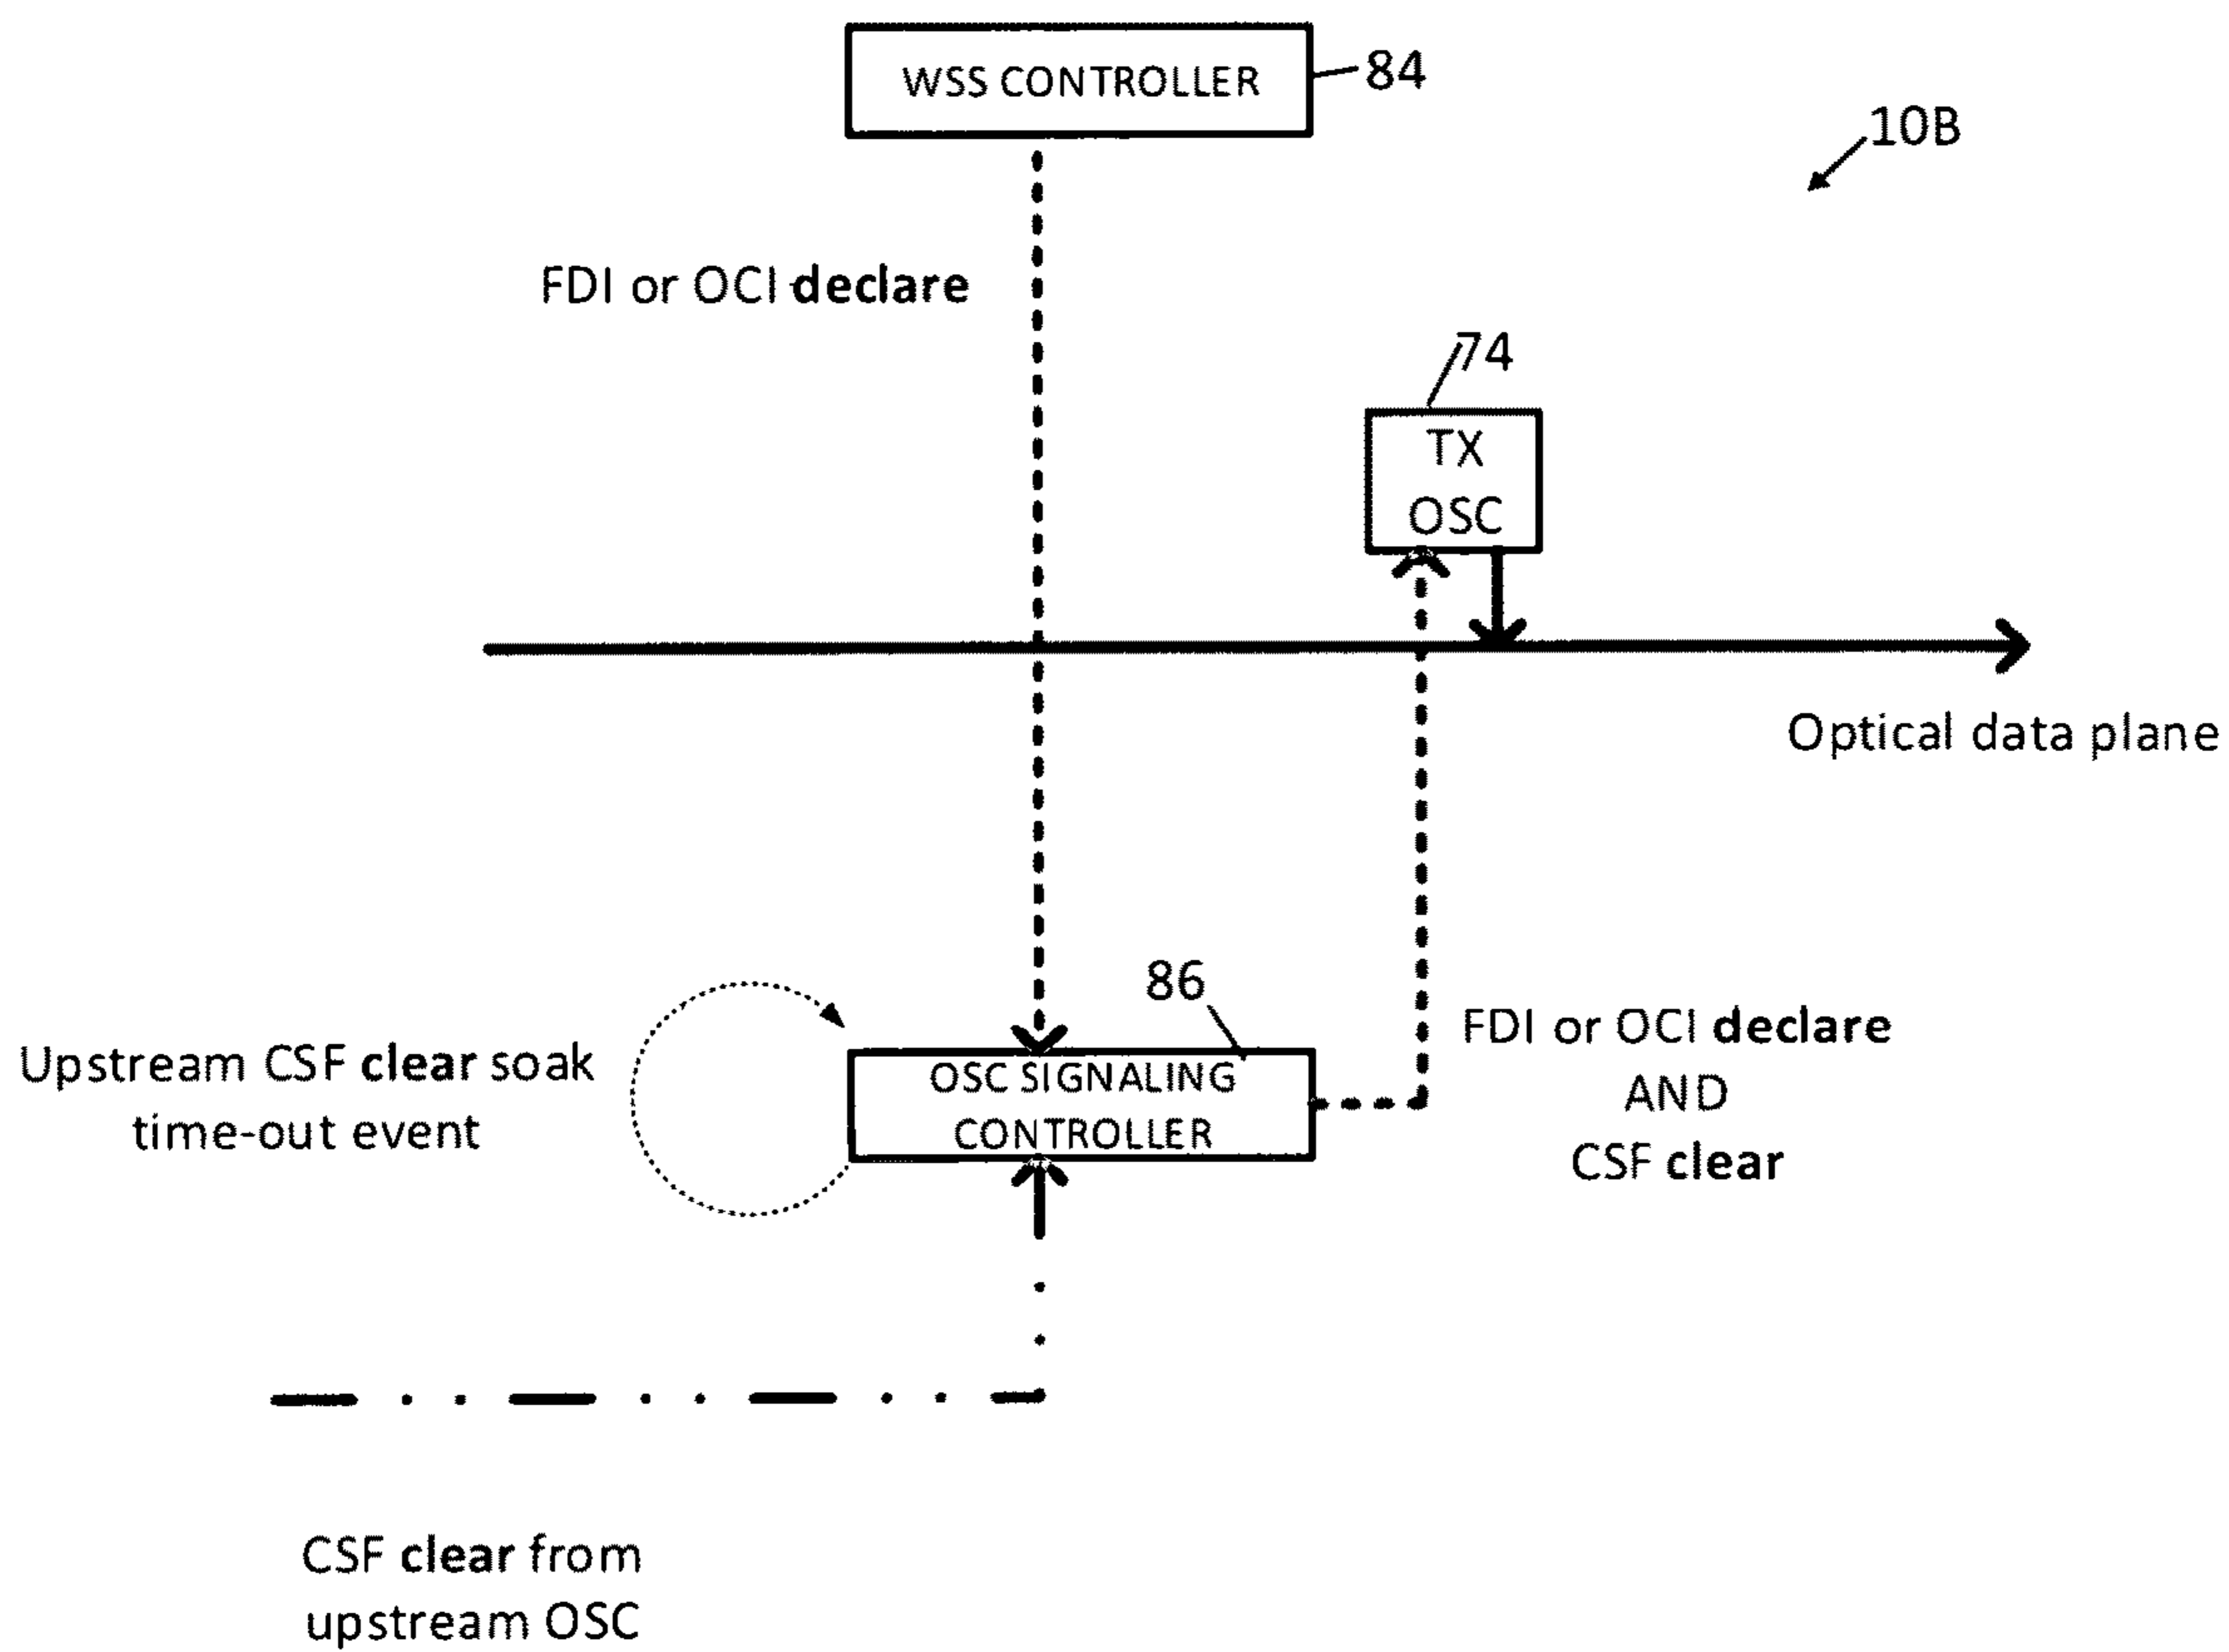 WSS CONTROLLER
84
10B
FDI or OCI declare
74
TX
OSC
Optical data plane
86
OSC SIGNALING
CONTROLLER
Upstream CSF clear soak
time-out event
FDI or OCI declare
AND
CSF clear
CSF clear from
upstream OSC